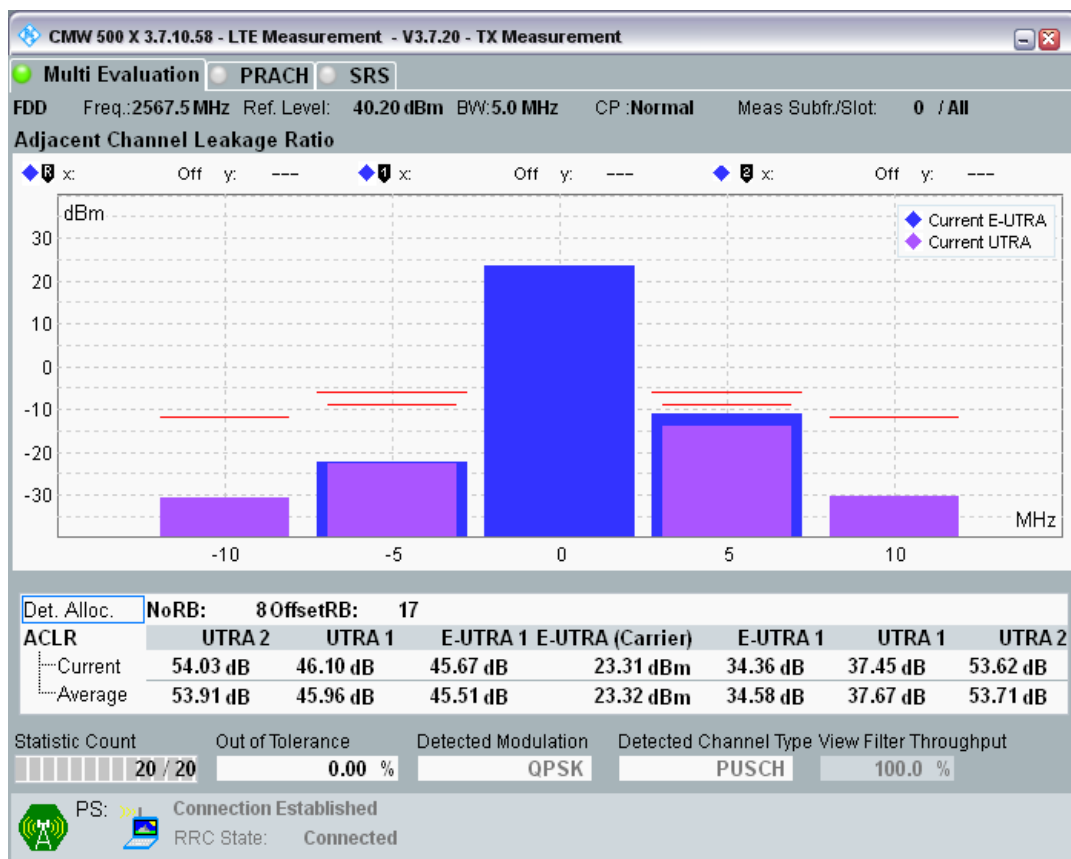 CMW 500 X 3.7.10.58 - LTE Measurement - V3.7.20 - TX Measurement
Multi Evaluation PRACH SRS
FDD Freq.:2567.5 MHz Ref. Level: 40.20 dBm BW:5.0 MHz CP :Normal Meas Subfr./Slot: 0 / All
Adjacent Channel Leakage Ratio
R x: Off y: --- 1 x: Off y: --- 2 x: Off y: ---
dBm
Current E-UTRA
Current UTRA
30
20
10
0
-10
-20
-30
MHz
-10 -5 0 5 10
Det. Alloc. NoRB: 8 OffsetRB: 17
ACLR UTRA 2 UTRA 1 E-UTRA 1 E-UTRA (Carrier) E-UTRA 1 UTRA 1 UTRA 2
Current 54.03 dB 46.10 dB 45.67 dB 23.31 dBm 34.36 dB 37.45 dB 53.62 dB
Average 53.91 dB 45.96 dB 45.51 dB 23.32 dBm 34.58 dB 37.67 dB 53.71 dB
Statistic Count Out of Tolerance Detected Modulation Detected Channel Type View Filter Throughput
20 / 20 0.00 % QPSK PUSCH 100.0 %
PS: Connection Established
RRC State: Connected